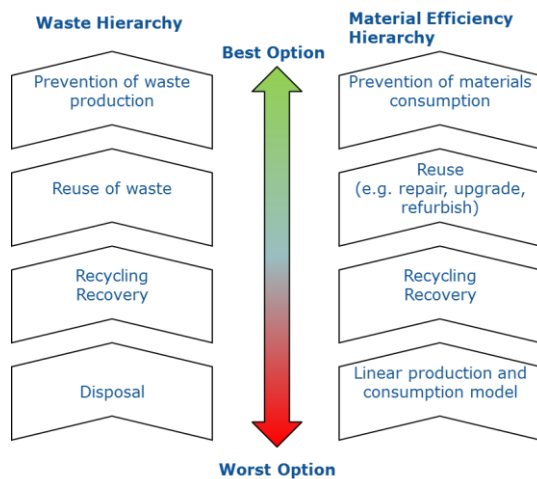 Waste Hierarchy
Prevention of waste
production
Reuse of waste
Recycling
Recovery
Disposal
Best Option
Worst Option
Material Efficiency
Hierarchy
Prevention of materials
consumption
Reuse
(e.g. repair, upgrade,
refurbish)
Recycling
Recovery
Linear production and
consumption model